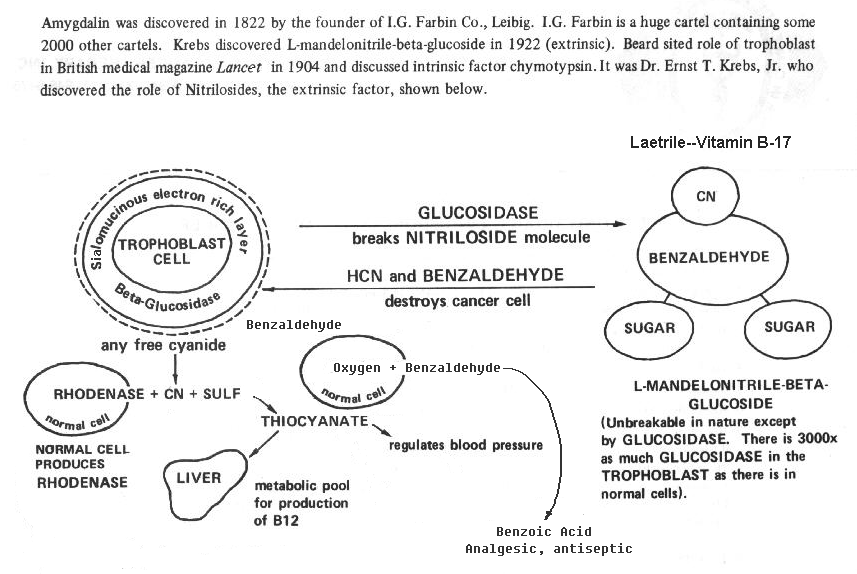 Amygdalin was discovered in 1822 by the founder of I.G. Farbin Co., Leibig. I.G. Farbin is a huge cartel containing some
2000 other cartels. Krebs discovered L-mandelonitrile-beta-glucoside in 1922 (extrinsic). Beard sited role of trophoblast
in British medical magazine Lancet in 1904 and discussed intrinsic factor chymotypsin. It was Dr. Ernst T. Krebs, Jr. who
discovered the role of Nitrilosides, the extrinsic factor, shown below.
Laetrile--Vitamin B-17
Sialomucinous electron rich layer
TROPHOBLAST
CELL
Beta-Glucosidase
GLUCOSIDASE
breaks NITRILOSIDE molecule
HCN and BENZALDEHYDE
destroys cancer cell
CN
BENZALDEHYDE
SUGAR
SUGAR
Benzaldehyde
any free cyanide
Oxygen + Benzaldehyde
normal cell
RHODENASE + CN + SULF
normal cell
THIOCYANATE
regulates blood pressure
NORMAL CELL
PRODUCES
RHODENASE
LIVER
metabolic pool
for production
of B12
L-MANDELONITRILE-BETA-
GLUCOSIDE
(Unbreakable in nature except
by GLUCOSIDASE. There is 3000x
as much GLUCOSIDASE in the
TROPHOBLAST as there is in
normal cells).
Benzoic Acid
Analgesic, antiseptic